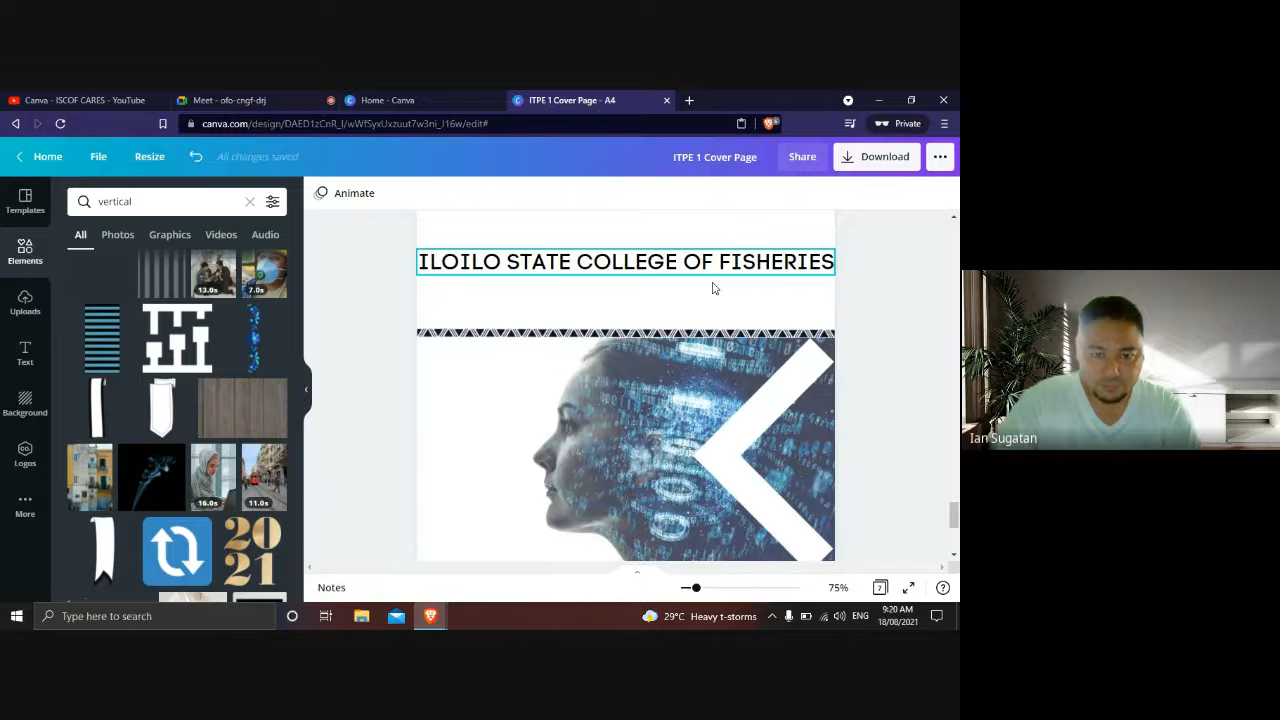 Canva - ISCOF CARES - YouTube
Meet - ofo-cngf-drj
Home - Canva
ITPE 1 Cover Page - A4
canva.com/design/DAED1zCnR_I/wWfSyxUxzuut7w3ni_J16w/edit#
Private
Home
File
Resize
All changes saved
ITPE 1 Cover Page
Share
Download
Templates
Elements
Uploads
Text
Background
Logos
More
vertical
All
Photos
Graphics
Videos
Audio
13.0s
7.0s
16.0s
11.0s
20
21
Animate
ILOILO STATE COLLEGE OF FISHERIES
Notes
75%
7
Type here to search
29°C Heavy t-storms
ENG
9:20 AM
18/08/2021
Ian Sugatan